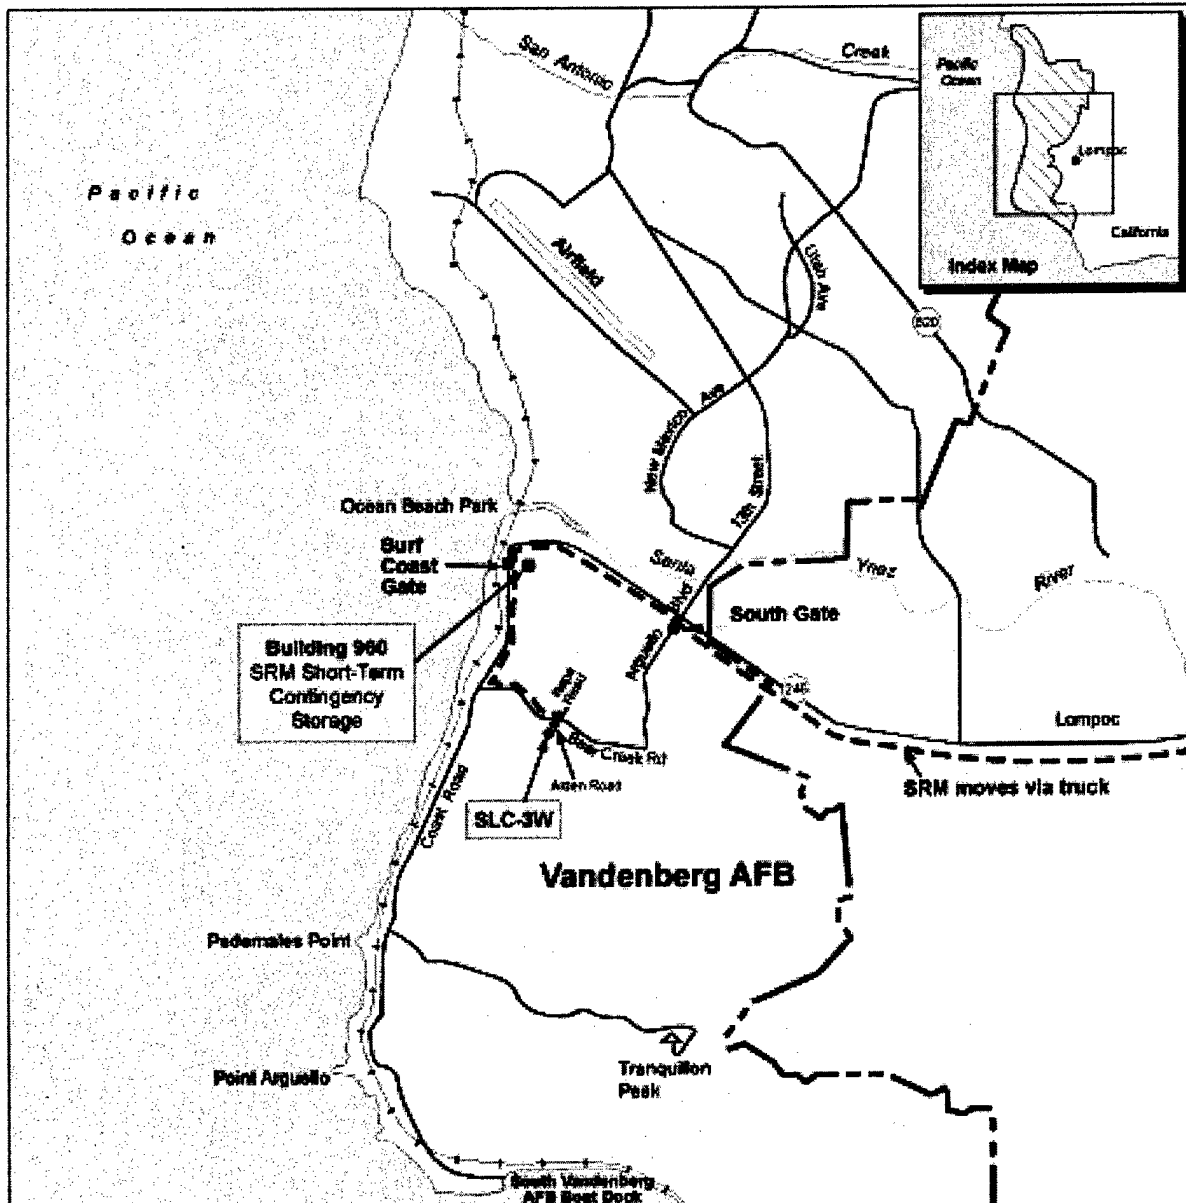 San Antonio
Creek
Pacific
Ocean
Lompoc
California
Index Map
Pacific
Ocean
Airfield
Utah Ave
New Mexico
Ave
13th Street
Ocean Beach Park
Surf
Coast
Gate
Santa
Ynez
River
Arguello
Blvd
South Gate
Building 960
SRM Short-Term
Contingency
Storage
Road
Bear Creek Rd
Alden Road
SLC-3W
Coast Road
Lompoc
SRM moves via truck
Vandenberg AFB
Pedernales Point
Point Arguello
Tranquillon
Peak
South Vandenberg
AFB Boat Dock